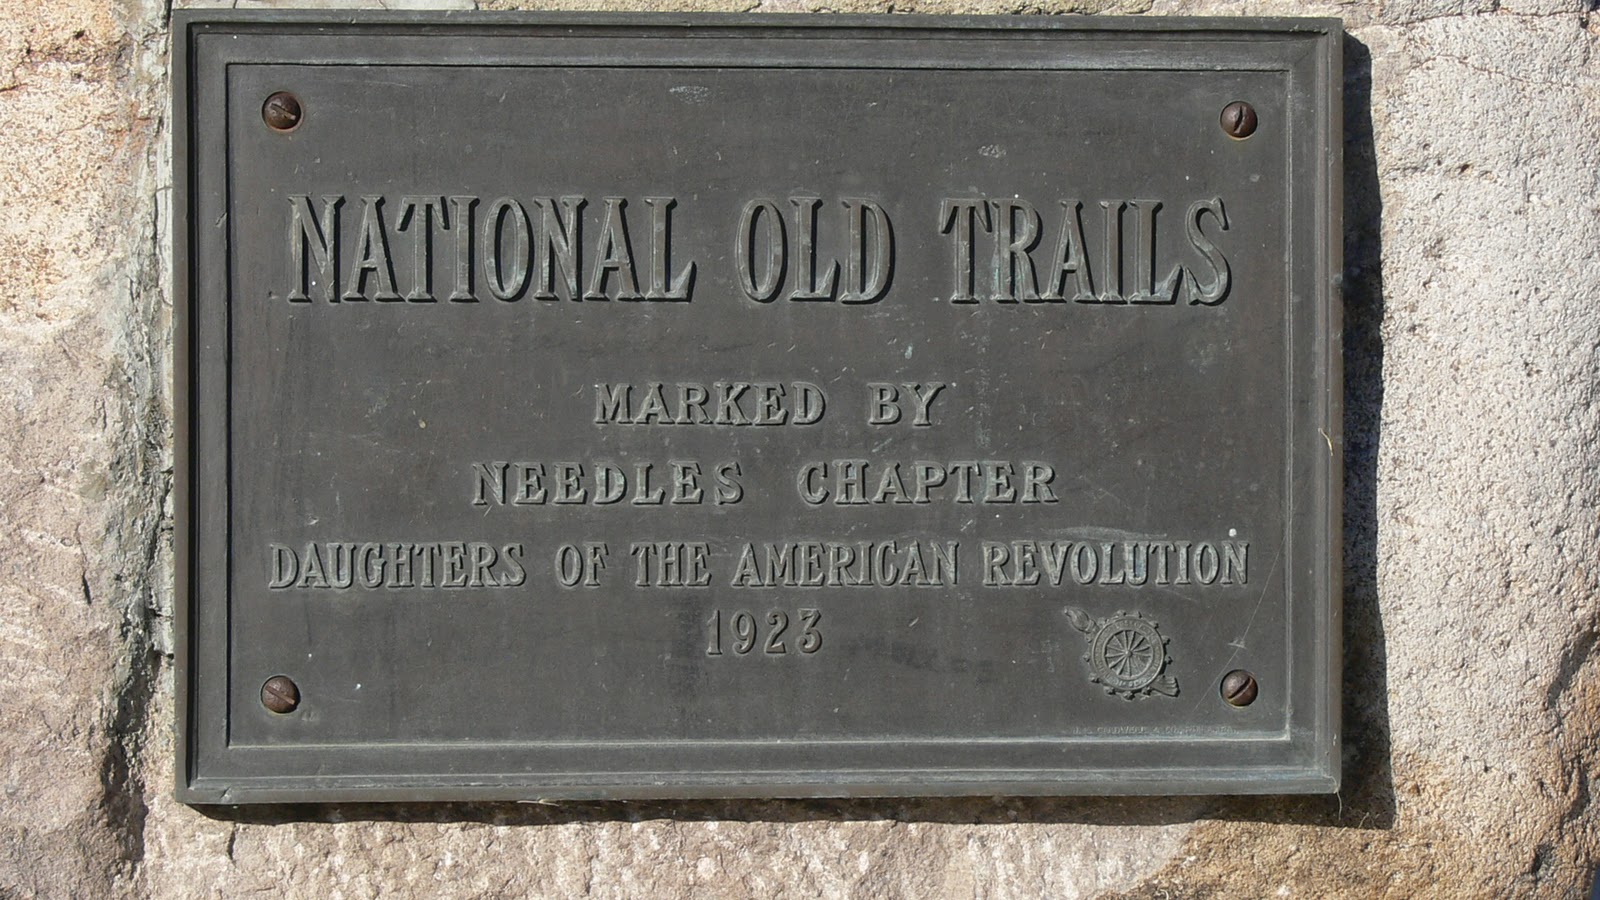 NATIONAL OLD TRAILS
MARKED BY
NEEDLES CHAPTER
DAUGHTERS OF THE AMERICAN REVOLUTION
1923